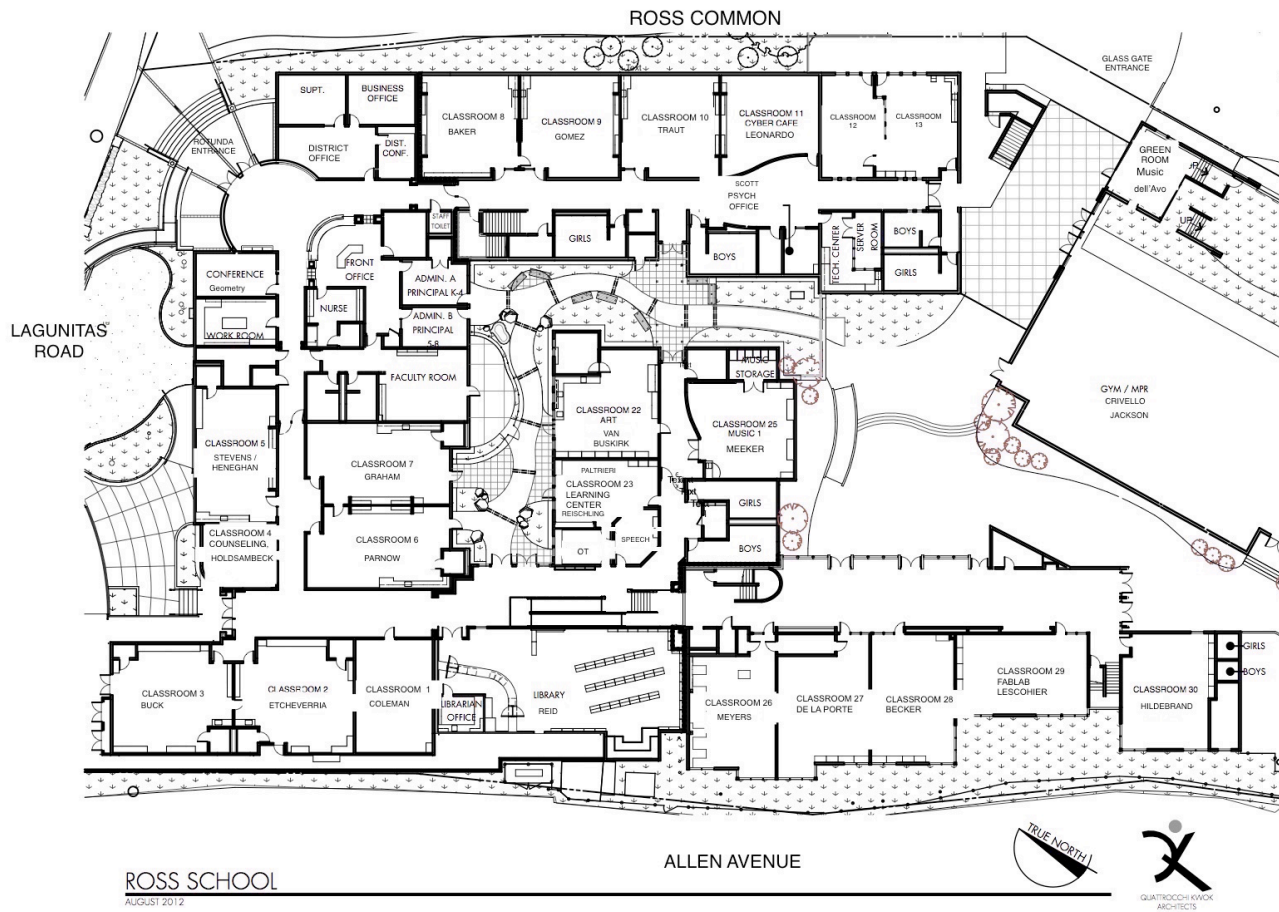 ROSS COMMON
GLASS GATE
ENTRANCE
Text
SUPT.
BUSINESS
OFFICE
DISTRICT
OFFICE
DIST.
CONF.
CLASSROOM 8
BAKER
CLASSROOM 9
GOMEZ
CLASSROOM 10
TRAUT
CLASSROOM 11
CYBER CAFE
LEONARDO
CLASSROOM
12
CLASSROOM
13
ROTUNDA
ENTRANCE
GREEN
ROOM
Music
dell'Avo
UP
UP
SCOTT
PSYCH
OFFICE
STAFF
TOILET
GIRLS
BOYS
TECH. CENTER
SERVER
ROOM
BOYS
GIRLS
CONFERENCE
Geometry
FRONT
OFFICE
ADMIN. A
PRINCIPAL K-4
NURSE
ADMIN. B
PRINCIPAL
5-8
WORK ROOM
LAGUNITAS
ROAD
FACULTY ROOM
MUSIC
STORAGE
GYM / MPR
CRIVELLO
JACKSON
CLASSROOM 22
ART
VAN
BUSKIRK
CLASSROOM 25
MUSIC 1
MEEKER
CLASSROOM 5
STEVENS /
HENEGHAN
CLASSROOM 7
GRAHAM
PALTRIERI
CLASSROOM 23
LEARNING
CENTER
REISCHLING
Text
Text
Text
GIRLS
CLASSROOM 4
COUNSELING,
HOLDSAMBECK
CLASSROOM 6
PARNOW
OT
SPEECH
BOYS
CLASSROOM 3
BUCK
CLASSROOM 2
ETCHEVERRIA
CLASSROOM 1
COLEMAN
LIBRARIAN
OFFICE
LIBRARY
REID
CLASSROOM 26
MEYERS
CLASSROOM 27
DE LA PORTE
CLASSROOM 28
BECKER
CLASSROOM 29
FABLAB
LESCOHIER
CLASSROOM 30
HILDEBRAND
GIRLS
BOYS
TRUE NORTH
ALLEN AVENUE
ROSS SCHOOL
AUGUST 2012
QUATTROCCHI KWOK
ARCHITECTS